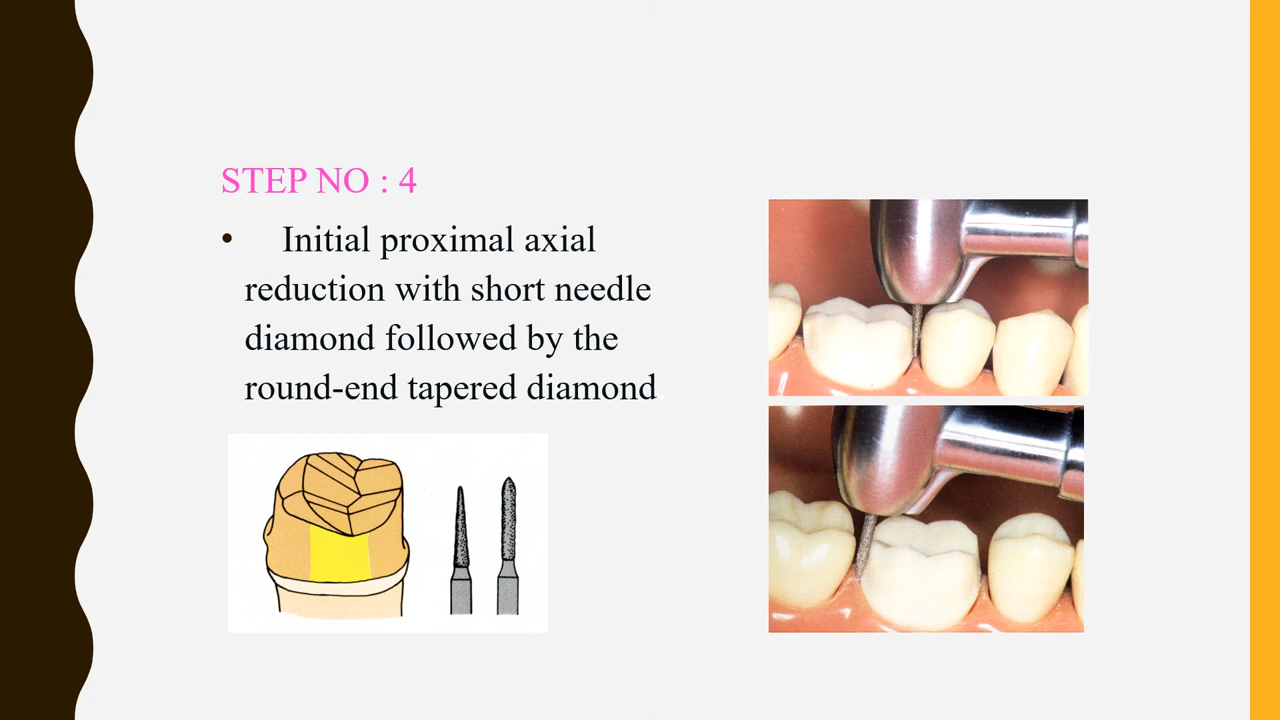 STEP NO : 4
• Initial proximal axial
reduction with short needle
diamond followed by the
round-end tapered diamond